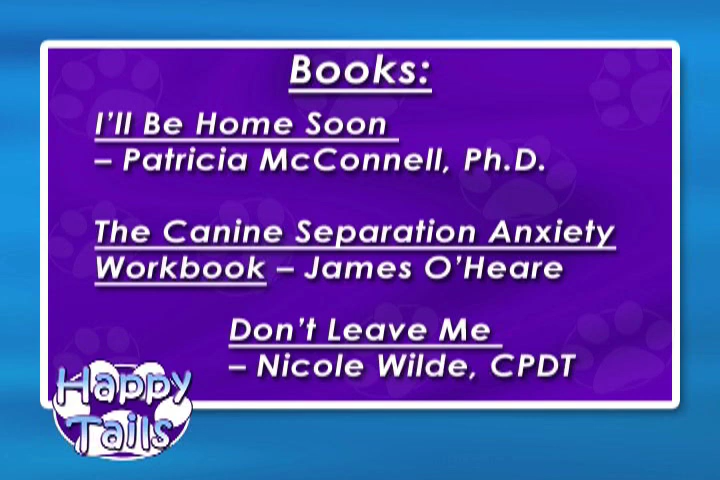 Books:
I'll Be Home Soon
– Patricia McConnell, Ph.D.
The Canine Separation Anxiety
Workbook – James O'Heare
Don't Leave Me
– Nicole Wilde, CPDT
Happy
Tails